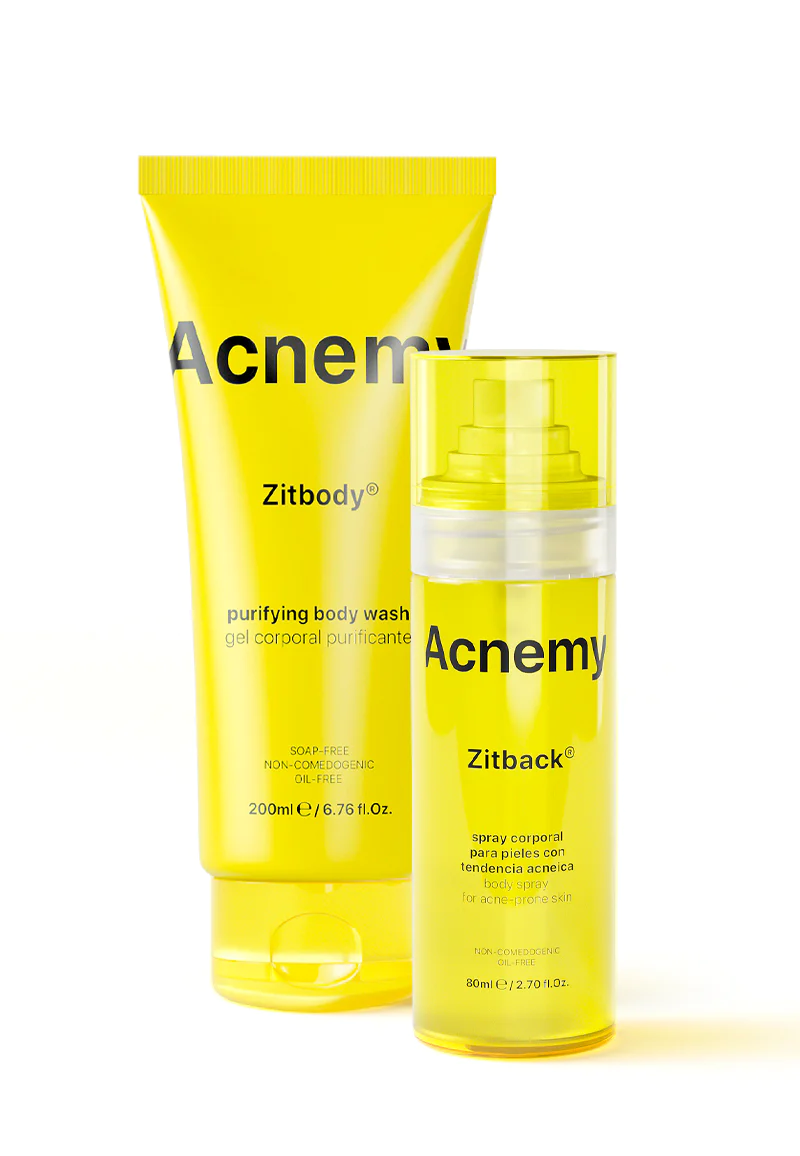 Acnemy
Zitbody®
purifying body wash
gel corporal purificante
SOAP-FREE
NON-COMEDOGENIC
OIL-FREE
200ml ℮ / 6.76 fl.Oz.
Acnemy
Zitback®
spray corporal
para pieles con
tendencia acneica
body spray
for acne-prone skin
NON-COMEDOGENIC
OIL-FREE
80ml ℮ / 2.70 fl.Oz.